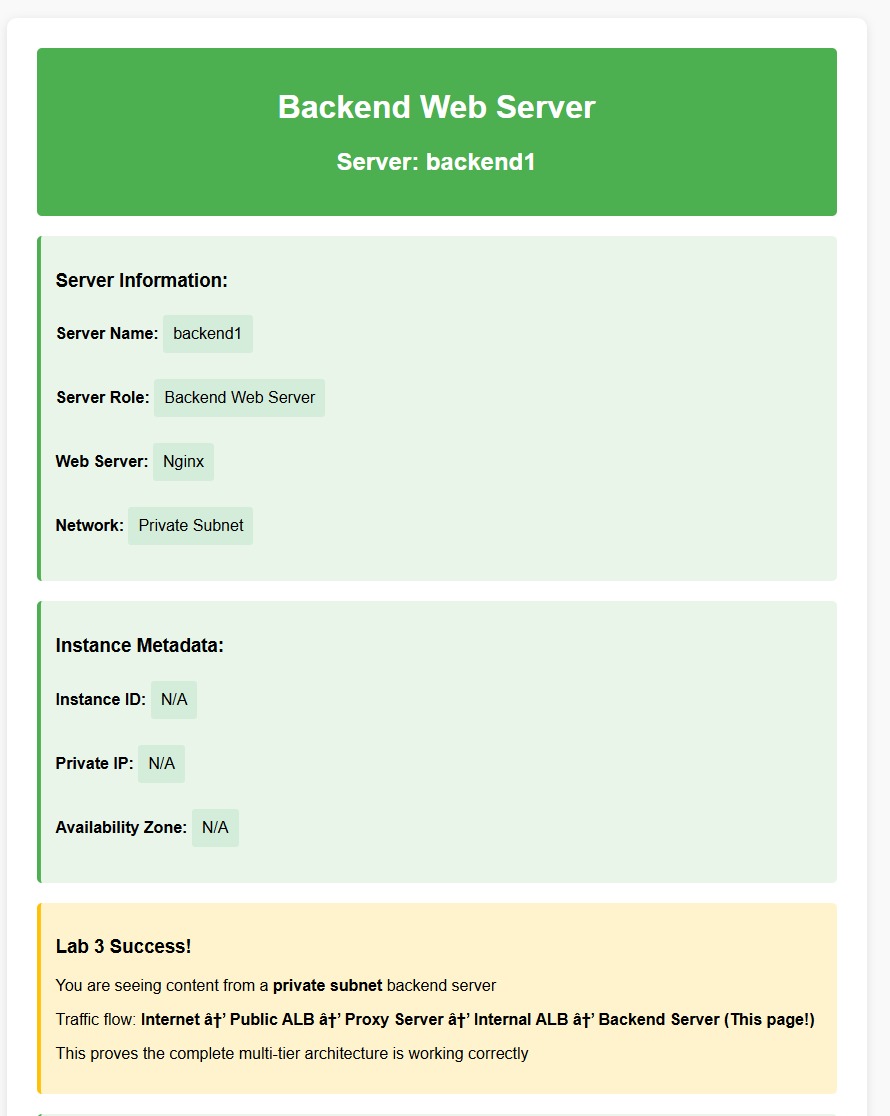 Backend Web Server
Server: backend1
Server Information:
Server Name: backend1
Server Role: Backend Web Server
Web Server: Nginx
Network: Private Subnet
Instance Metadata:
Instance ID: N/A
Private IP: N/A
Availability Zone: N/A
Lab 3 Success!
You are seeing content from a private subnet backend server
Traffic flow: Internet â†’ Public ALB â†’ Proxy Server â†’ Internal ALB â†’ Backend Server (This page!)
This proves the complete multi-tier architecture is working correctly